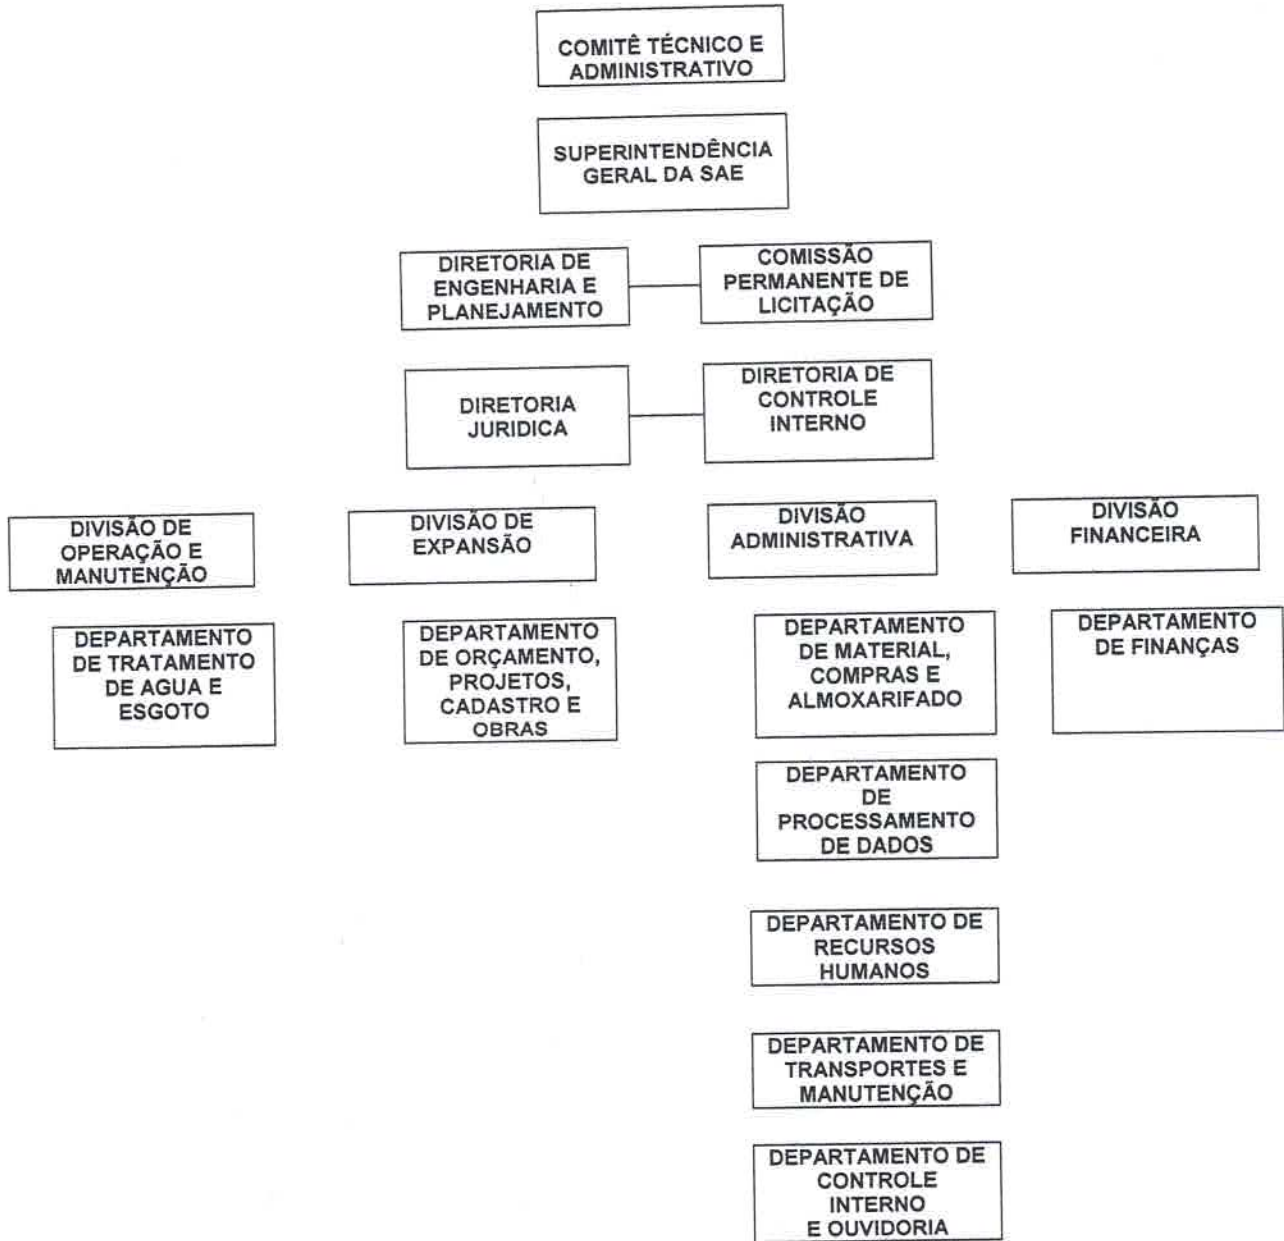 COMITÊ TÉCNICO E
ADMINISTRATIVO
SUPERINTENDÊNCIA
GERAL DA SAE
DIRETORIA DE
ENGENHARIA E
PLANEJAMENTO
COMISSÃO
PERMANENTE DE
LICITAÇÃO
DIRETORIA
JURIDICA
DIRETORIA DE
CONTROLE
INTERNO
DIVISÃO DE
OPERAÇÃO E
MANUTENÇÃO
DIVISÃO DE
EXPANSÃO
DIVISÃO
ADMINISTRATIVA
DIVISÃO
FINANCEIRA
DEPARTAMENTO
DE TRATAMENTO
DE AGUA E
ESGOTO
DEPARTAMENTO
DE ORÇAMENTO,
PROJETOS,
CADASTRO E
OBRAS
DEPARTAMENTO
DE MATERIAL,
COMPRAS E
ALMOXARIFADO
DEPARTAMENTO
DE FINANÇAS
DEPARTAMENTO
DE
PROCESSAMENTO
DE DADOS
DEPARTAMENTO DE
RECURSOS
HUMANOS
DEPARTAMENTO DE
TRANSPORTES E
MANUTENÇÃO
DEPARTAMENTO DE
CONTROLE
INTERNO
E OUVIDORIA